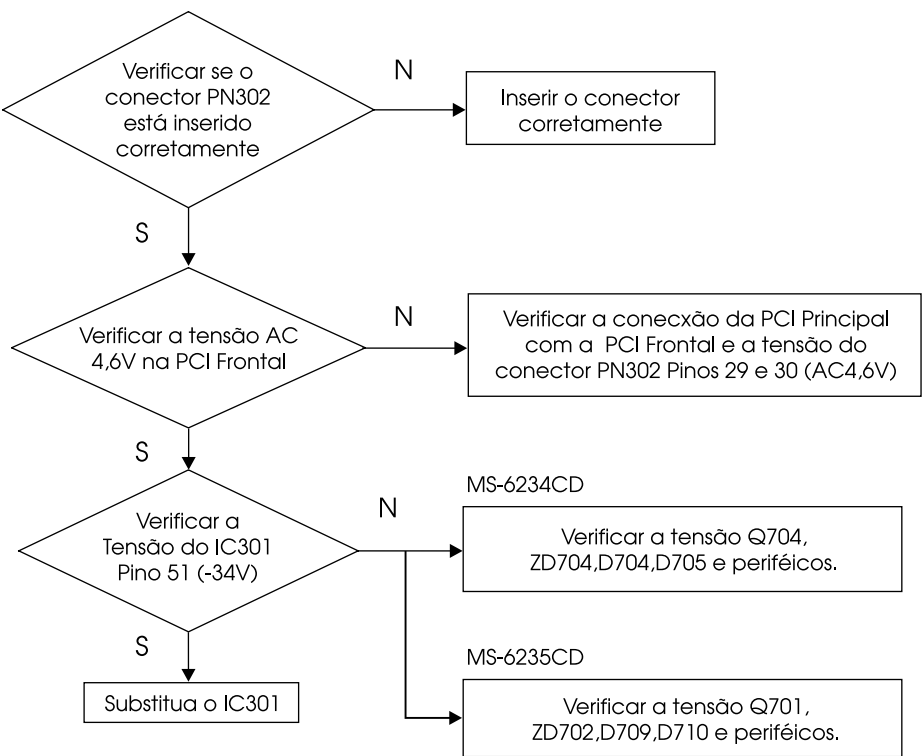 Verificar se o
conector PN302
está inserido
corretamente
N
Inserir o conector
corretamente
S
Verificar a tensão AC
4,6V na PCI Frontal
N
Verificar a conecxão da PCI Principal
com a PCI Frontal e a tensão do
conector PN302 Pinos 29 e 30 (AC4,6V)
S
Verificar a
Tensão do IC301
Pino 51 (-34V)
N
MS-6234CD
Verificar a tensão Q704,
ZD704,D704,D705 e periféicos.
S
Substitua o IC301
MS-6235CD
Verificar a tensão Q701,
ZD702,D709,D710 e periféicos.